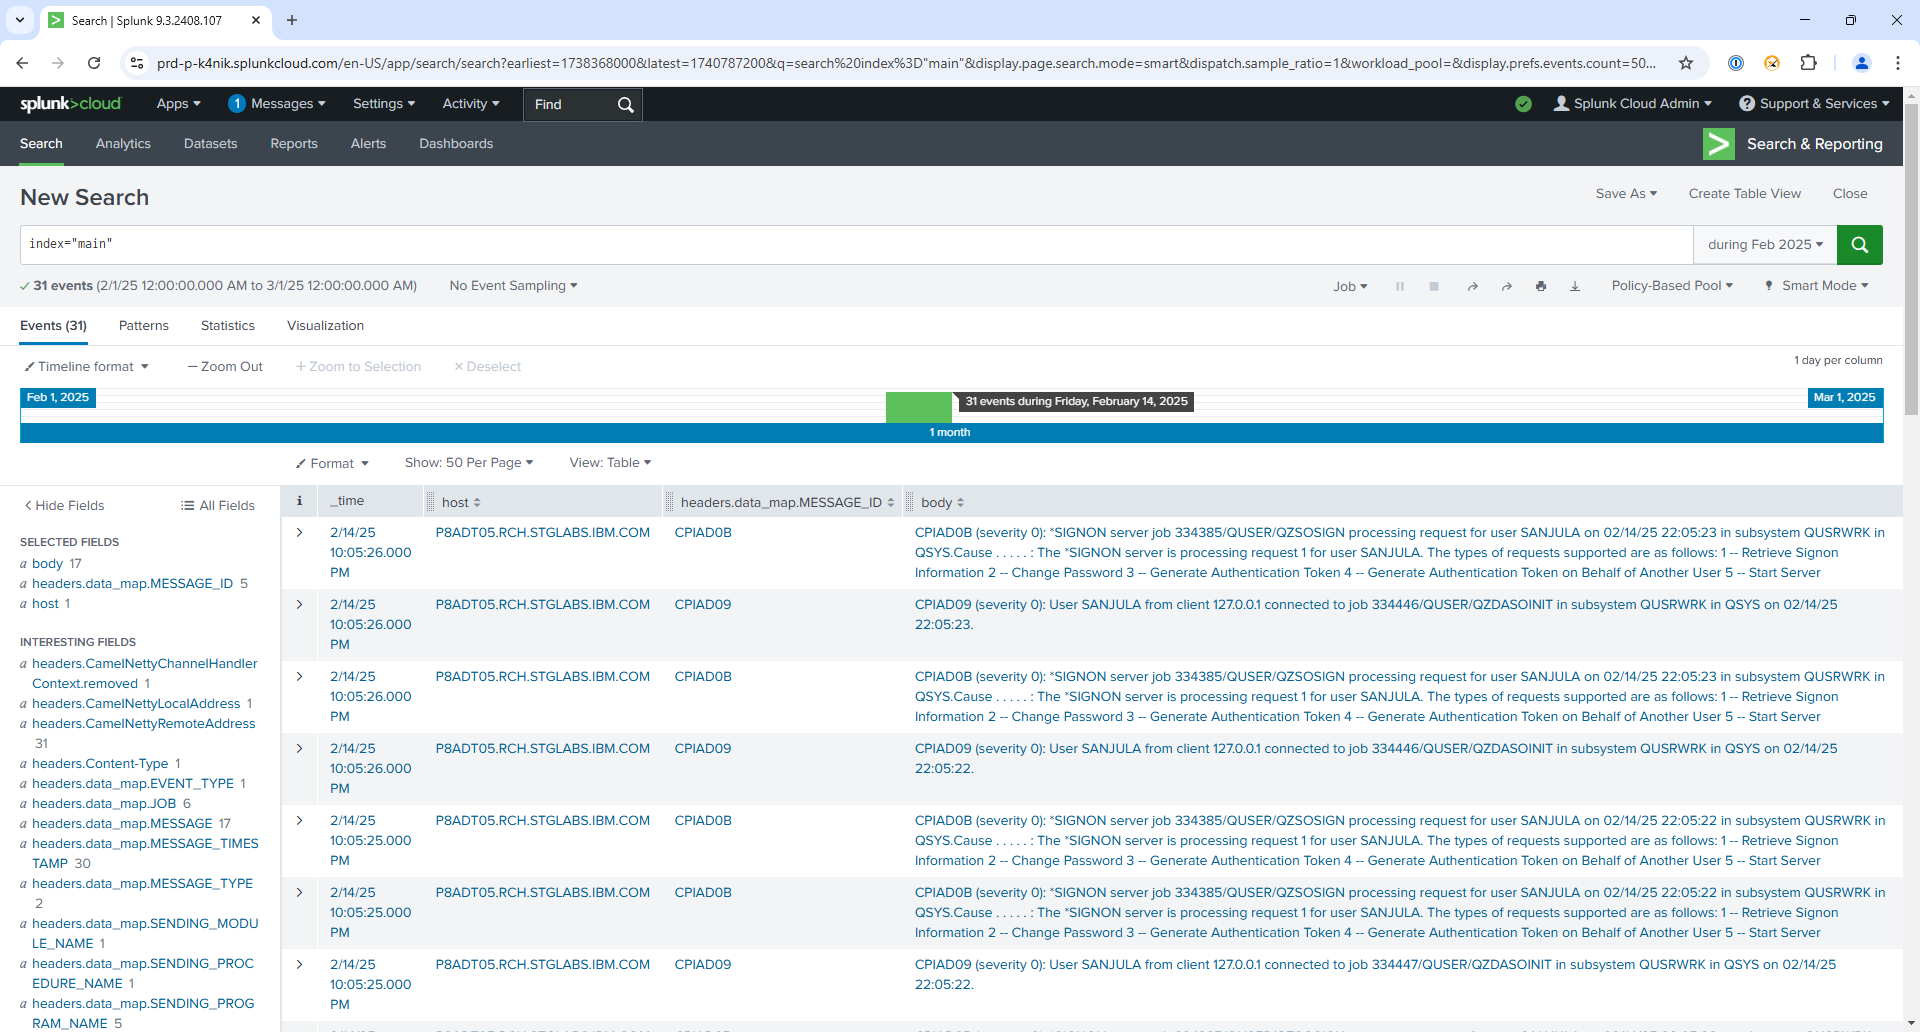 Search | Splunk 9.3.2408.107
prd-p-k4nik.splunkcloud.com/en-US/app/search/search?earliest=1738368000&latest=1740787200&q=search%20index%3D"main"&display.page.search.mode=smart&dispatch.sample_ratio=1&workload_pool=&display.prefs.events.count=50...
splunk>cloud Apps 1 Messages Settings Activity Find Splunk Cloud Admin ? Support & Services
Search Analytics Datasets Reports Alerts Dashboards > Search & Reporting
New Search Save As Create Table View Close
index="main" during Feb 2025
31 events (2/1/25 12:00:00.000 AM to 3/1/25 12:00:00.000 AM) No Event Sampling Job Policy-Based Pool Smart Mode
Events (31) Patterns Statistics Visualization
Timeline format — Zoom Out + Zoom to Selection × Deselect 1 day per column
Feb 1, 2025 31 events during Friday, February 14, 2025 Mar 1, 2025
1 month
Format Show: 50 Per Page View: Table
< Hide Fields All Fields
SELECTED FIELDS
a body 17
a headers.data_map.MESSAGE_ID 5
a host 1
INTERESTING FIELDS
a headers.CamelNettyChannelHandler
Context.removed 1
a headers.CamelNettyLocalAddress 1
a headers.CamelNettyRemoteAddress
31
a headers.Content-Type 1
a headers.data_map.EVENT_TYPE 1
a headers.data_map.JOB 6
a headers.data_map.MESSAGE 17
a headers.data_map.MESSAGE_TIMES
TAMP 30
a headers.data_map.MESSAGE_TYPE
2
a headers.data_map.SENDING_MODU
LE_NAME 1
a headers.data_map.SENDING_PROC
EDURE_NAME 1
a headers.data_map.SENDING_PROG
RAM_NAME 5
i _time host headers.data_map.MESSAGE_ID body
2/14/25 P8ADT05.RCH.STGLABS.IBM.COM CPIAD0B CPIAD0B (severity 0): *SIGNON server job 334385/QUSER/QZSOSIGN processing request for user SANJULA on 02/14/25 22:05:23 in subsystem QUSRWRK in
10:05:26.000 QSYS.Cause . . . . . : The *SIGNON server is processing request 1 for user SANJULA. The types of requests supported are as follows: 1 -- Retrieve Signon
PM Information 2 -- Change Password 3 -- Generate Authentication Token 4 -- Generate Authentication Token on Behalf of Another User 5 -- Start Server
2/14/25 P8ADT05.RCH.STGLABS.IBM.COM CPIAD09 CPIAD09 (severity 0): User SANJULA from client 127.0.0.1 connected to job 334446/QUSER/QZDASOINIT in subsystem QUSRWRK in QSYS on 02/14/25
10:05:26.000 22:05:23.
PM
2/14/25 P8ADT05.RCH.STGLABS.IBM.COM CPIAD0B CPIAD0B (severity 0): *SIGNON server job 334385/QUSER/QZSOSIGN processing request for user SANJULA on 02/14/25 22:05:23 in subsystem QUSRWRK in
10:05:26.000 QSYS.Cause . . . . . : The *SIGNON server is processing request 1 for user SANJULA. The types of requests supported are as follows: 1 -- Retrieve Signon
PM Information 2 -- Change Password 3 -- Generate Authentication Token 4 -- Generate Authentication Token on Behalf of Another User 5 -- Start Server
2/14/25 P8ADT05.RCH.STGLABS.IBM.COM CPIAD09 CPIAD09 (severity 0): User SANJULA from client 127.0.0.1 connected to job 334446/QUSER/QZDASOINIT in subsystem QUSRWRK in QSYS on 02/14/25
10:05:26.000 22:05:22.
PM
2/14/25 P8ADT05.RCH.STGLABS.IBM.COM CPIAD0B CPIAD0B (severity 0): *SIGNON server job 334385/QUSER/QZSOSIGN processing request for user SANJULA on 02/14/25 22:05:22 in subsystem QUSRWRK in
10:05:25.000 QSYS.Cause . . . . . : The *SIGNON server is processing request 1 for user SANJULA. The types of requests supported are as follows: 1 -- Retrieve Signon
PM Information 2 -- Change Password 3 -- Generate Authentication Token 4 -- Generate Authentication Token on Behalf of Another User 5 -- Start Server
2/14/25 P8ADT05.RCH.STGLABS.IBM.COM CPIAD0B CPIAD0B (severity 0): *SIGNON server job 334385/QUSER/QZSOSIGN processing request for user SANJULA on 02/14/25 22:05:22 in subsystem QUSRWRK in
10:05:25.000 QSYS.Cause . . . . . : The *SIGNON server is processing request 1 for user SANJULA. The types of requests supported are as follows: 1 -- Retrieve Signon
PM Information 2 -- Change Password 3 -- Generate Authentication Token 4 -- Generate Authentication Token on Behalf of Another User 5 -- Start Server
2/14/25 P8ADT05.RCH.STGLABS.IBM.COM CPIAD09 CPIAD09 (severity 0): User SANJULA from client 127.0.0.1 connected to job 334447/QUSER/QZDASOINIT in subsystem QUSRWRK in QSYS on 02/14/25
10:05:25.000 22:05:22.
PM